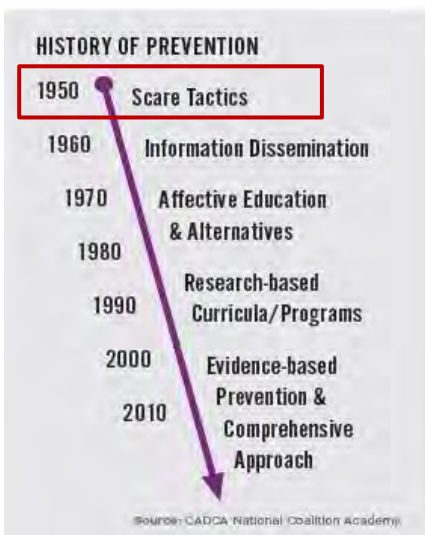 HISTORY OF PREVENTION
1950 Scare Tactics
1960 Information Dissemination
1970 Affective Education
& Alternatives
1980
Research-based
1990 Curricula/Programs
2000 Evidence-based
Prevention &
2010 Comprehensive
Approach
Source: CADCA National Coalition Academy.